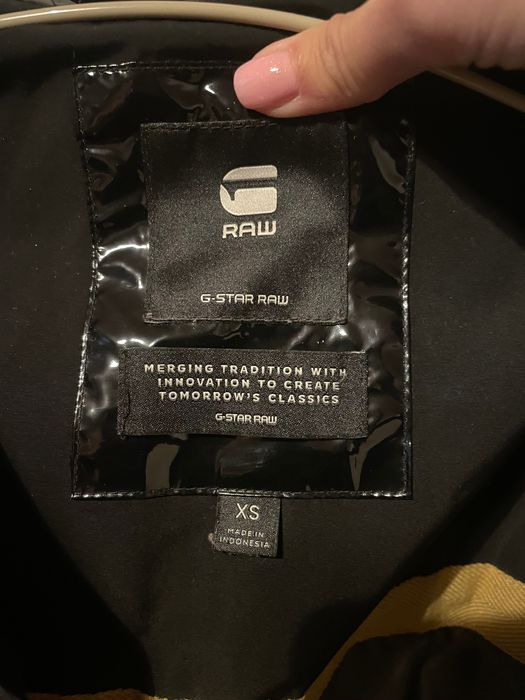 RAW
G-STAR RAW
MERGING TRADITION WITH
INNOVATION TO CREATE
TOMORROW'S CLASSICS
G-STAR RAW
XS
MADE IN
INDONESIA